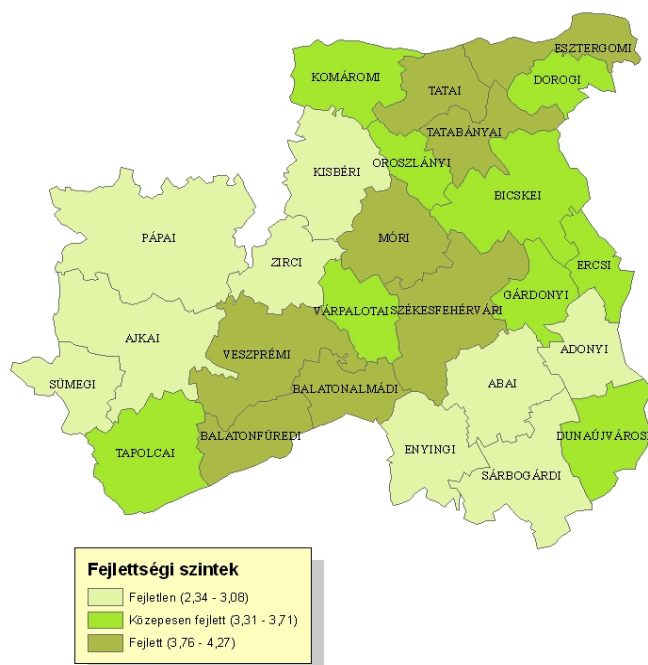 ESZTERGOMI
KOMÁROMI
DOROGI
TATAI
TATABÁNYAI
OROSZLÁNYI
KISBÉRI
BICSKEI
PÁPAI
MÓRI
ZIRCI
ERCSI
GÁRDONYI
VÁRPALOTAI
SZÉKESFEHÉRVÁRI
AJKAI
ADONYI
VESZPRÉMI
SÜMEGI
ABAI
BALATONALMÁDI
BALATONFÜREDI
DUNAÚJVÁROSI
ENYINGI
TAPOLCAI
SÁRBOGÁRDI
Fejlettségi szintek
Fejletlen (2,34 - 3,08)
Közepesen fejlett (3,31 - 3,71)
Fejlett (3,76 - 4,27)